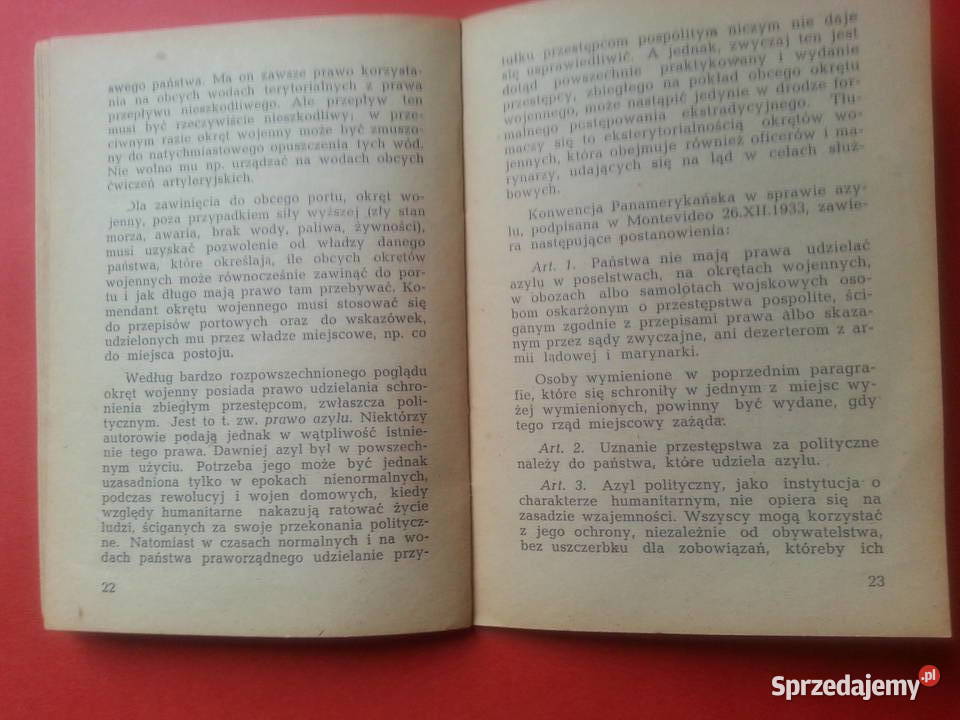 swego państwa. Ma on zawsze prawo korzysta-
nia na obcych wodach terytorialnych z prawa
przepływu nieszkodliwego. Ale przepływ ten
musi być rzeczywiście nieszkodliwy; w prze-
ciwnym razie okręt wojenny może być zmuszo-
ny do natychmiastowego opuszczenia tych wód.
Nie wolno mu np. urządzać na wodach obcych
ćwiczeń artyleryjskich.
Dla zawinięcia do obcego portu, okręt wo-
jenny, poza przypadkiem siły wyższej (zły stan
morza, awaria, brak wody, paliwa, żywności),
musi uzyskać pozwolenie od władzy danego
państwa, które określają, ile obcych okrętów
wojennych może równocześnie zawinąć do por-
tu i jak długo mają prawo tam przebywać. Ko-
mendant okrętu wojennego musi stosować się
do przepisów portowych oraz do wskazówek,
udzielonych mu przez władze miejscowe, np. co
do miejsca postoju.
Według bardzo rozpowszechnionego poglądu
okręt wojenny posiada prawo udzielania schro-
nienia zbiegłym przestępcom, zwłaszcza poli-
tycznym. Jest to t. zw. prawo azylu. Niektórzy
autorowie podają jednak w wątpliwość istnie-
nie tego prawa. Dawniej azyl był w powszech-
nym użyciu. Potrzeba jego może być jednak
uzasadniona tylko w epokach nienormalnych,
podczas rewolucyj i wojen domowych, kiedy
względy humanitarne nakazują ratować życie
ludzi, ściganych za swoje przekonania politycz-
ne. Natomiast w czasach normalnych i na wo-
dach państwa praworządnego udzielanie przy-
22
tułku przestępcom pospolitym niczym nie daje
się usprawiedliwić. A jednak, zwyczaj ten jest
dotąd powszechnie praktykowany i wydanie
przestępcy, zbiegłego na pokład obcego okrętu
wojennego, może nastąpić jedynie w drodze for-
malnego postępowania ekstradycyjnego. Tłu-
maczy się to eksterytorialnością okrętów wo-
jennych, która obejmuje również oficerów i ma-
rynarzy, udających się na ląd w celach służ-
bowych.
Konwencja Panamerykańska w sprawie azy-
lu, podpisana w Montevideo 26.XII.1933, zawie-
ra następujące postanowienia:
Art. 1. Państwa nie mają prawa udzielać
azylu w poselstwach, na okrętach wojennych,
w obozach albo samolotach wojskowych oso-
bom oskarżonym o przestępstwa pospolite, ści-
ganym zgodnie z przepisami prawa albo skaza-
nym przez sądy zwyczajne, ani dezerterom z ar-
mii lądowej i marynarki.
Osoby wymienione w poprzednim paragra-
fie, które się schroniły w jednym z miejsc wy-
żej wymienionych, powinny być wydane, gdy
tego rząd miejscowy zażąda.
Art. 2. Uznanie przestępstwa za polityczne
należy do państwa, które udziela azylu.
Art. 3. Azyl polityczny, jako instytucja o
charakterze humanitarnym, nie opiera się na
zasadzie wzajemności. Wszyscy mogą korzystać
z jego ochrony, niezależnie od obywatelstwa,
bez uszczerbku dla zobowiązań, któreby ich
23
Sprzedajemy.pl